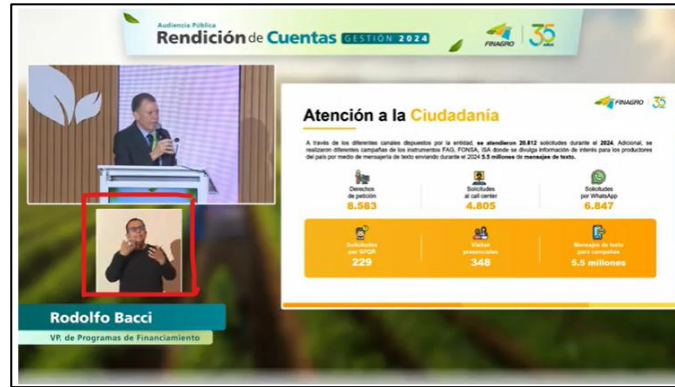 Audiencia Pública
Rendición de Cuentas GESTIÓN 2024
FINAGRO
35
años
FINAGRO
35
Atención a la Ciudadanía
A través de los diferentes canales dispuestos por la entidad, se atendieron 20.812 solicitudes durante el 2024. Adicional, se
realizaron diferentes campañas de los instrumentos FAG, FONSA, ISA donde se divulga información de interés para los productores
del país por medio de mensajería de texto enviando durante el 2024 5.5 millones de mensajes de texto.
Derechos
de petición
8.583
Solicitudes
al call center
4.805
Solicitudes
por WhatsApp
6.847
Solicitudes
por SPQR
229
Visitas
presenciales
348
Mensajes de texto
para campañas
5.5 millones
Rodolfo Bacci
VP. de Programas de Financiamiento